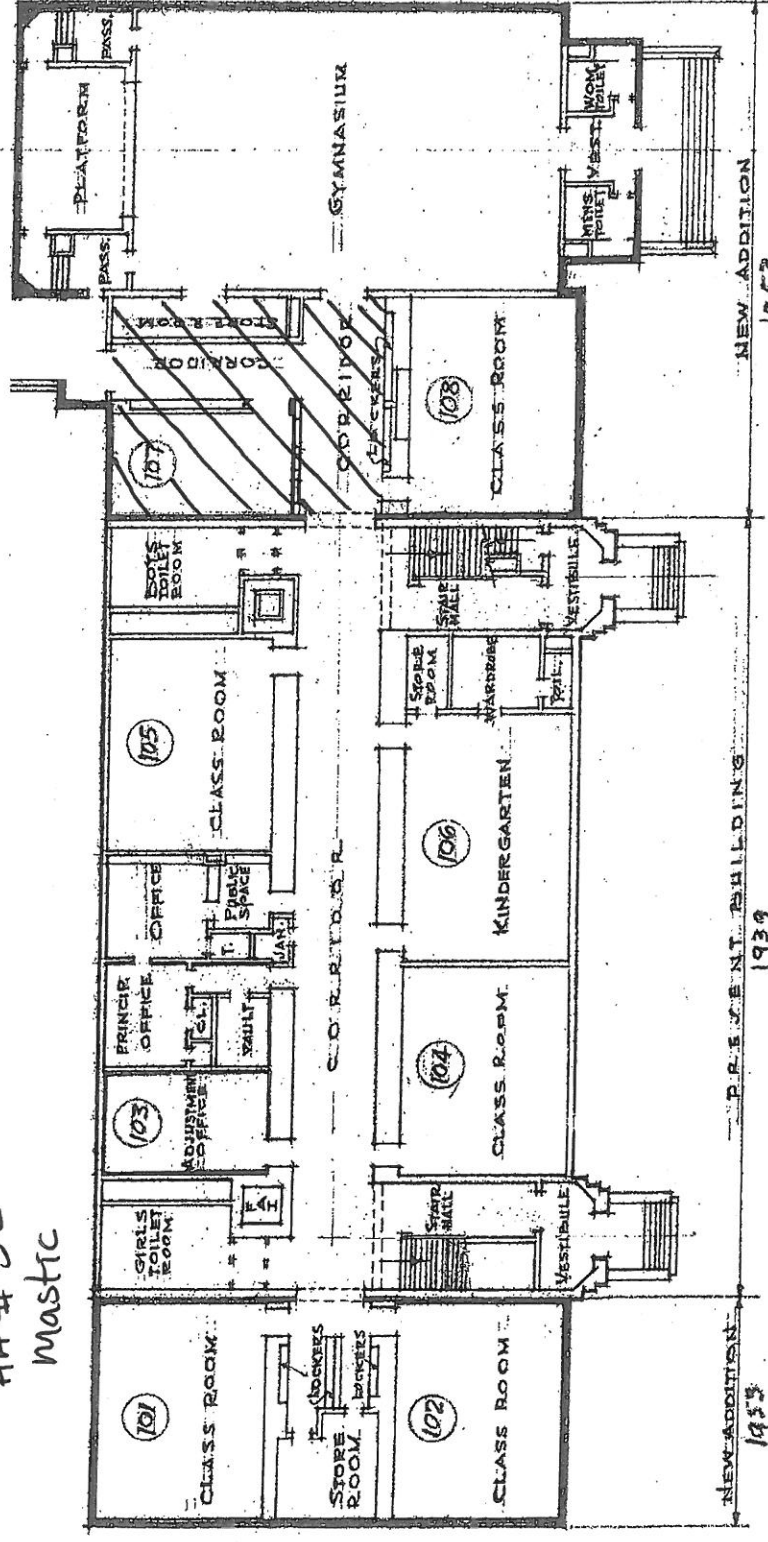 Mastic
101
CLASS ROOM
LOCKERS
STORE
ROOM
LOCKERS
102
CLASS ROOM
GIRLS
TOILET
ROOM
103
ADJUSTMENT
OFFICE
PRINCIP.
OFFICE
CL.
VAULT
OFFICE
T.
PUBLIC
SPACE
JAN.
105
CLASS ROOM
BOYS
TOILET
ROOM
CORRIDOR
STAIR
HALL
VESTIBULE
104
CLASS ROOM
106
KINDERGARTEN
STORE
ROOM
WARDROBE
TOIL.
STAIR
HALL
VESTIBULE
107
CORRIDOR
STORE ROOM
CORRIDOR
LOCKERS
108
CLASS ROOM
PASS.
PLATFORM
PASS.
GYMNASIUM
MENS
TOILET
VEST.
WOM.
TOILET
NEW ADDITION
PRESENT BUILDING
1939
NEW ADDITION